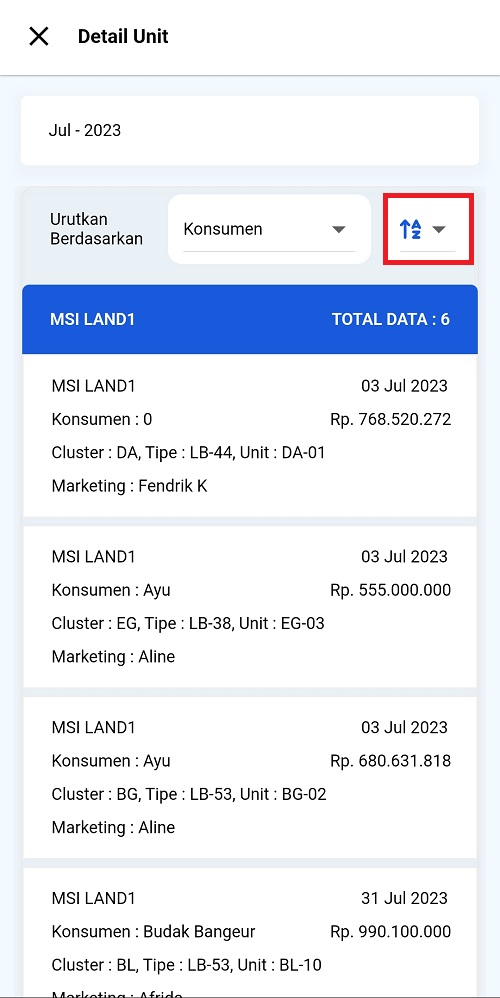 Detail Unit
Jul - 2023
Urutkan
Berdasarkan
Konsumen
AZ
MSI LAND1 TOTAL DATA : 6
MSI LAND1 03 Jul 2023
Konsumen : 0 Rp. 768.520.272
Cluster : DA, Tipe : LB-44, Unit : DA-01
Marketing : Fendrik K
MSI LAND1 03 Jul 2023
Konsumen : Ayu Rp. 555.000.000
Cluster : EG, Tipe : LB-38, Unit : EG-03
Marketing : Aline
MSI LAND1 03 Jul 2023
Konsumen : Ayu Rp. 680.631.818
Cluster : BG, Tipe : LB-53, Unit : BG-02
Marketing : Aline
MSI LAND1 31 Jul 2023
Konsumen : Budak Bangeur Rp. 990.100.000
Cluster : BL, Tipe : LB-53, Unit : BL-10
Marketing : Afrida